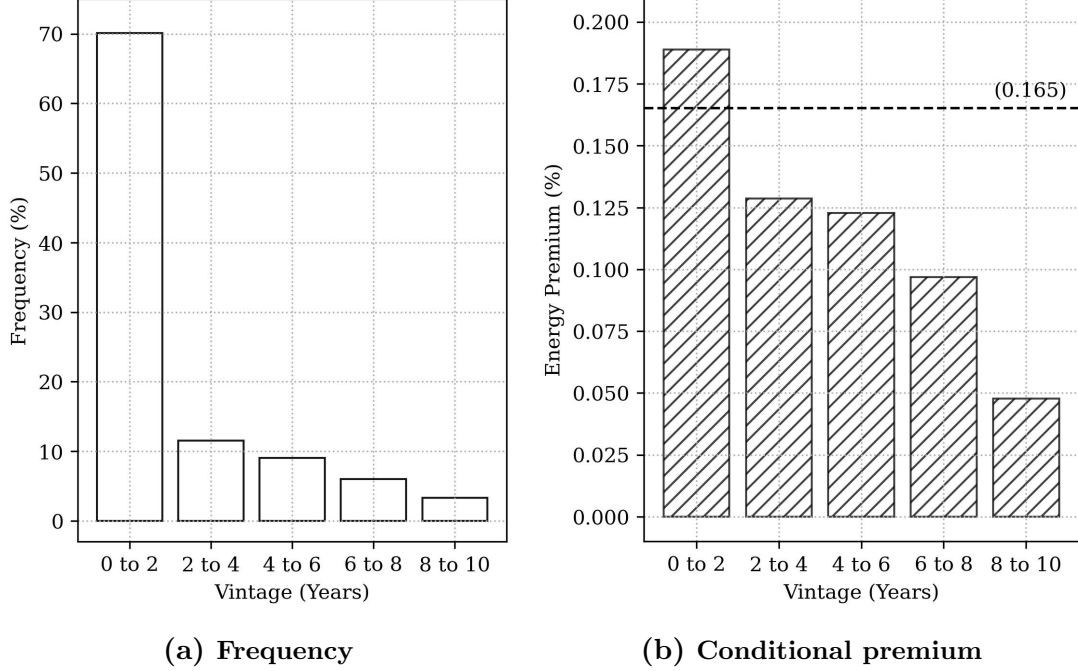 70
60
50
40
30
20
10
0
Frequency (%)
0 to 2 2 to 4 4 to 6 6 to 8 8 to 10
Vintage (Years)
(a) Frequency
0.200
0.175
0.150
0.125
0.100
0.075
0.050
0.025
0.000
Energy Premium (%)
(0.165)
0 to 2 2 to 4 4 to 6 6 to 8 8 to 10
Vintage (Years)
(b) Conditional premium